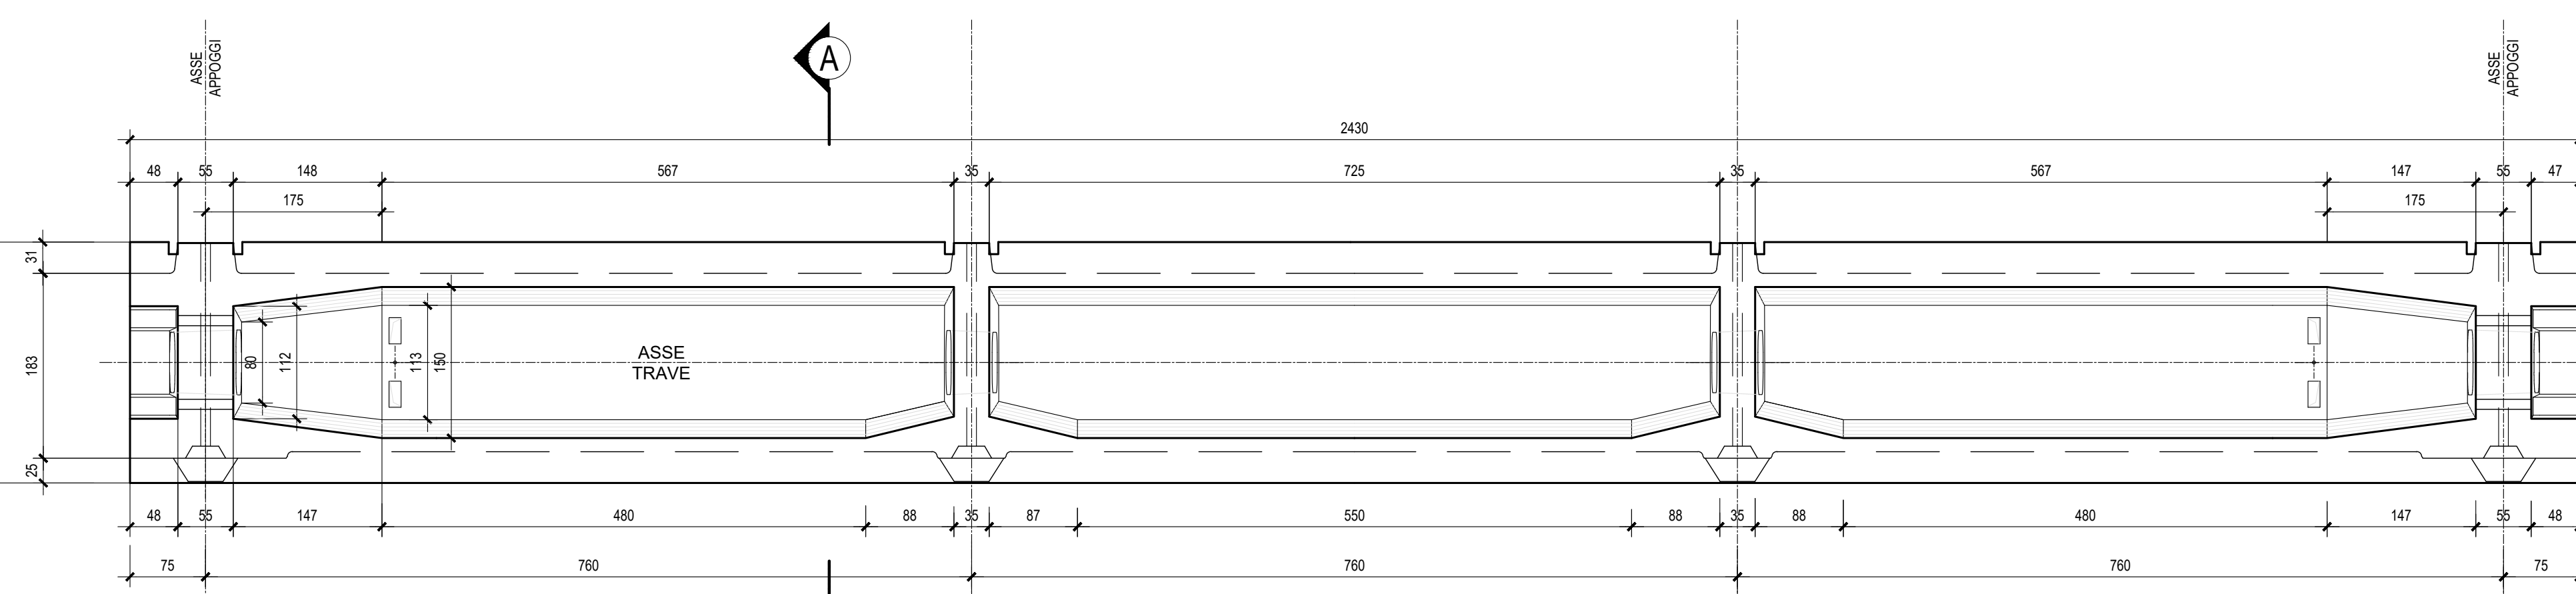 ASSE
APPOGGI
A
ASSE
APPOGGI
2430
48 55 148 567 35 725 35 567 147 55 47
175 175
31
183
25
80
112
113
150
ASSE
TRAVE
48 55 147 480 88 35 87 550 88 35 88 480 147 55 48
75 760 760 760 75